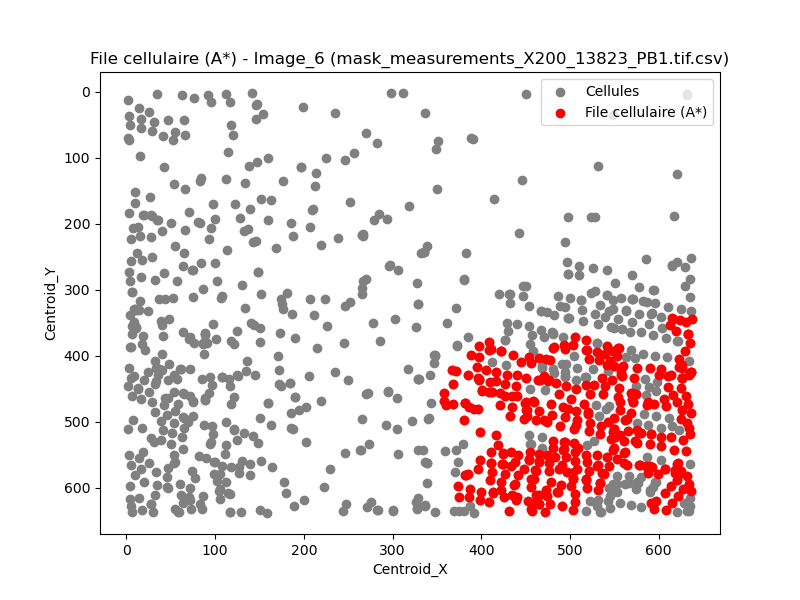 File cellulaire (A*) - Image_6 (mask_measurements_X200_13823_PB1.tif.csv)
Cellules
File cellulaire (A*)
0
100
200
300
400
500
600
Centroid_Y
0 100 200 300 400 500 600
Centroid_X